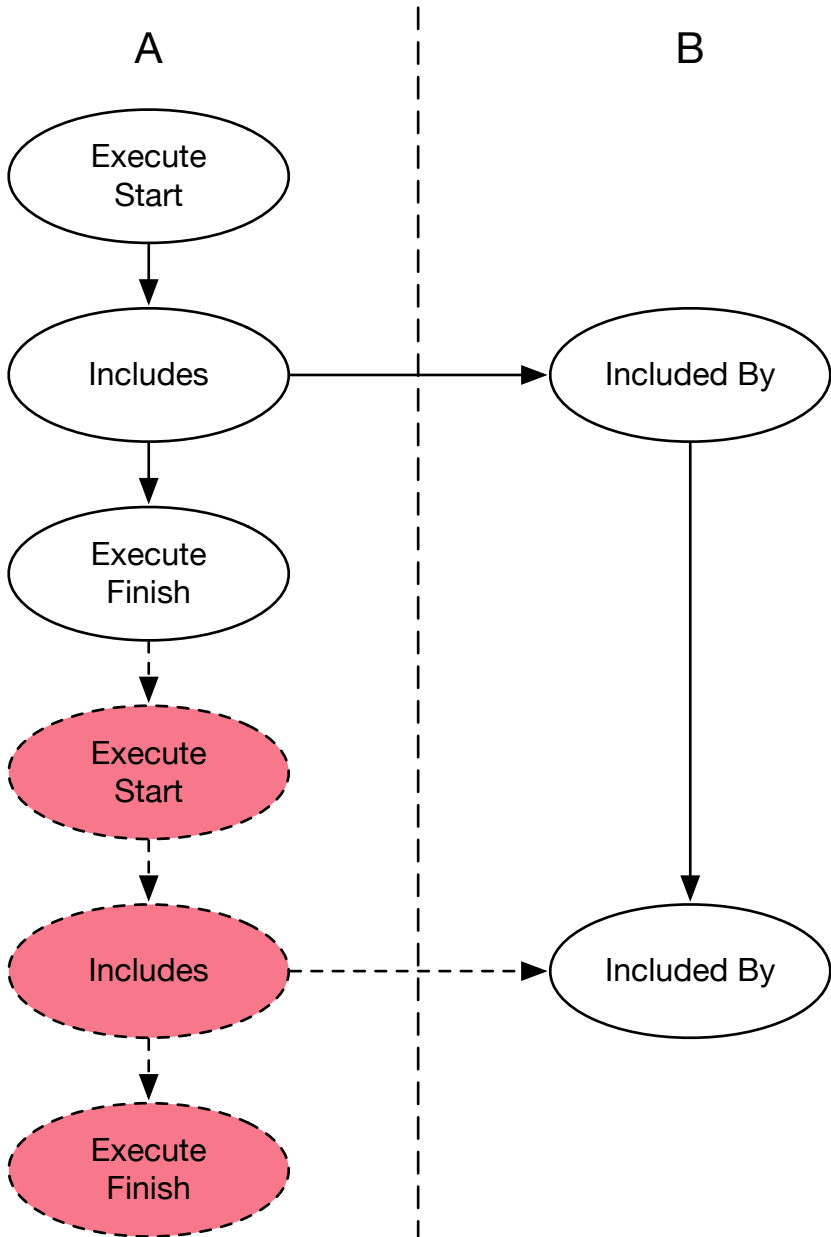 A
B
Execute
Start
Includes
Included By
Execute
Finish
Execute
Start
Includes
Included By
Execute
Finish